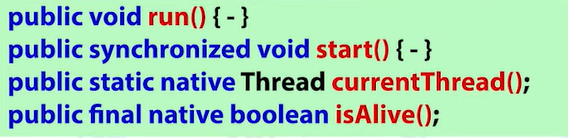 public void run() { - }
public synchronized void start() { - }
public static native Thread currentThread();
public final native boolean isAlive();